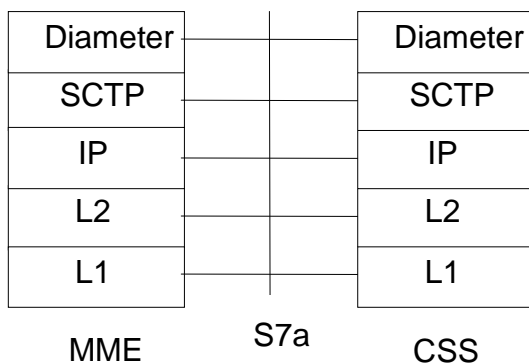 Diameter Diameter
SCTP SCTP
IP IP
L2 L2
L1 L1
MME S7a CSS